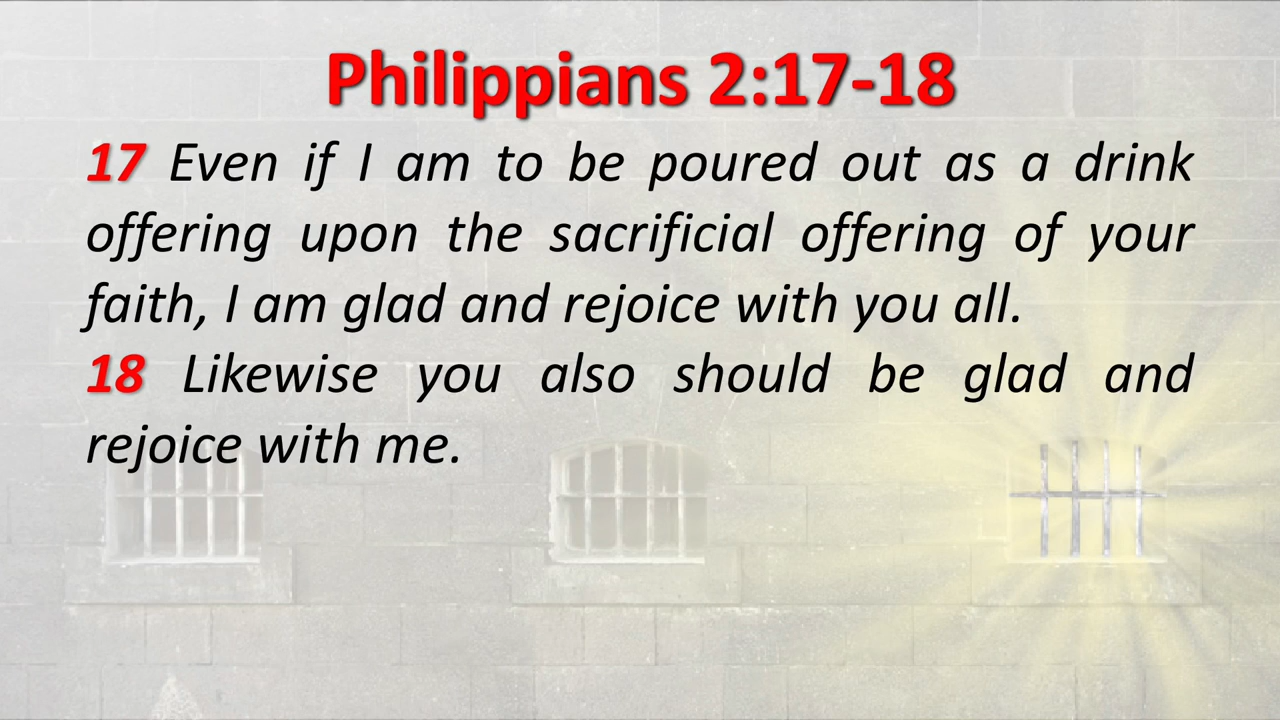 Philippians 2:17-18
17 Even if I am to be poured out as a drink
offering upon the sacrificial offering of your
faith, I am glad and rejoice with you all.
18 Likewise you also should be glad and
rejoice with me.